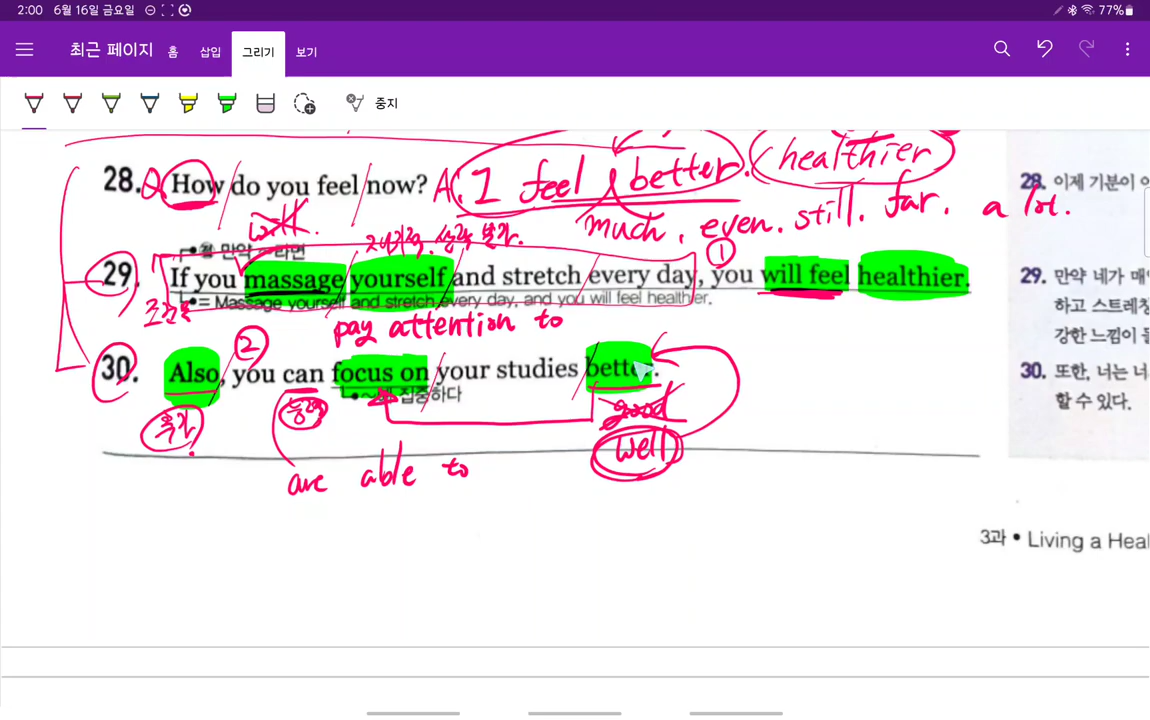 2:00 6월 16일 금요일 77%
최근 페이지 홈 삽입 그리기 보기
중지
28. Q How do you feel now? A. I feel better. (healthier)
28. 이제 기분이 어
will. much, even. still. far. a lot.
만약 ~라면 재귀적. 생략 불가. ①
29. If you massage yourself and stretch every day, you will feel healthier.
29. 만약 네가 매
= Massage yourself and stretch every day, and you will feel healthier.
하고 스트레칭
조건절 pay attention to
강한 느낌이 들
②
30. Also, you can focus on your studies better.
30. 또한, 너는 너
집중하다
할 수 있다.
추가! 능력 good
well
are able to
3과 • Living a Heal